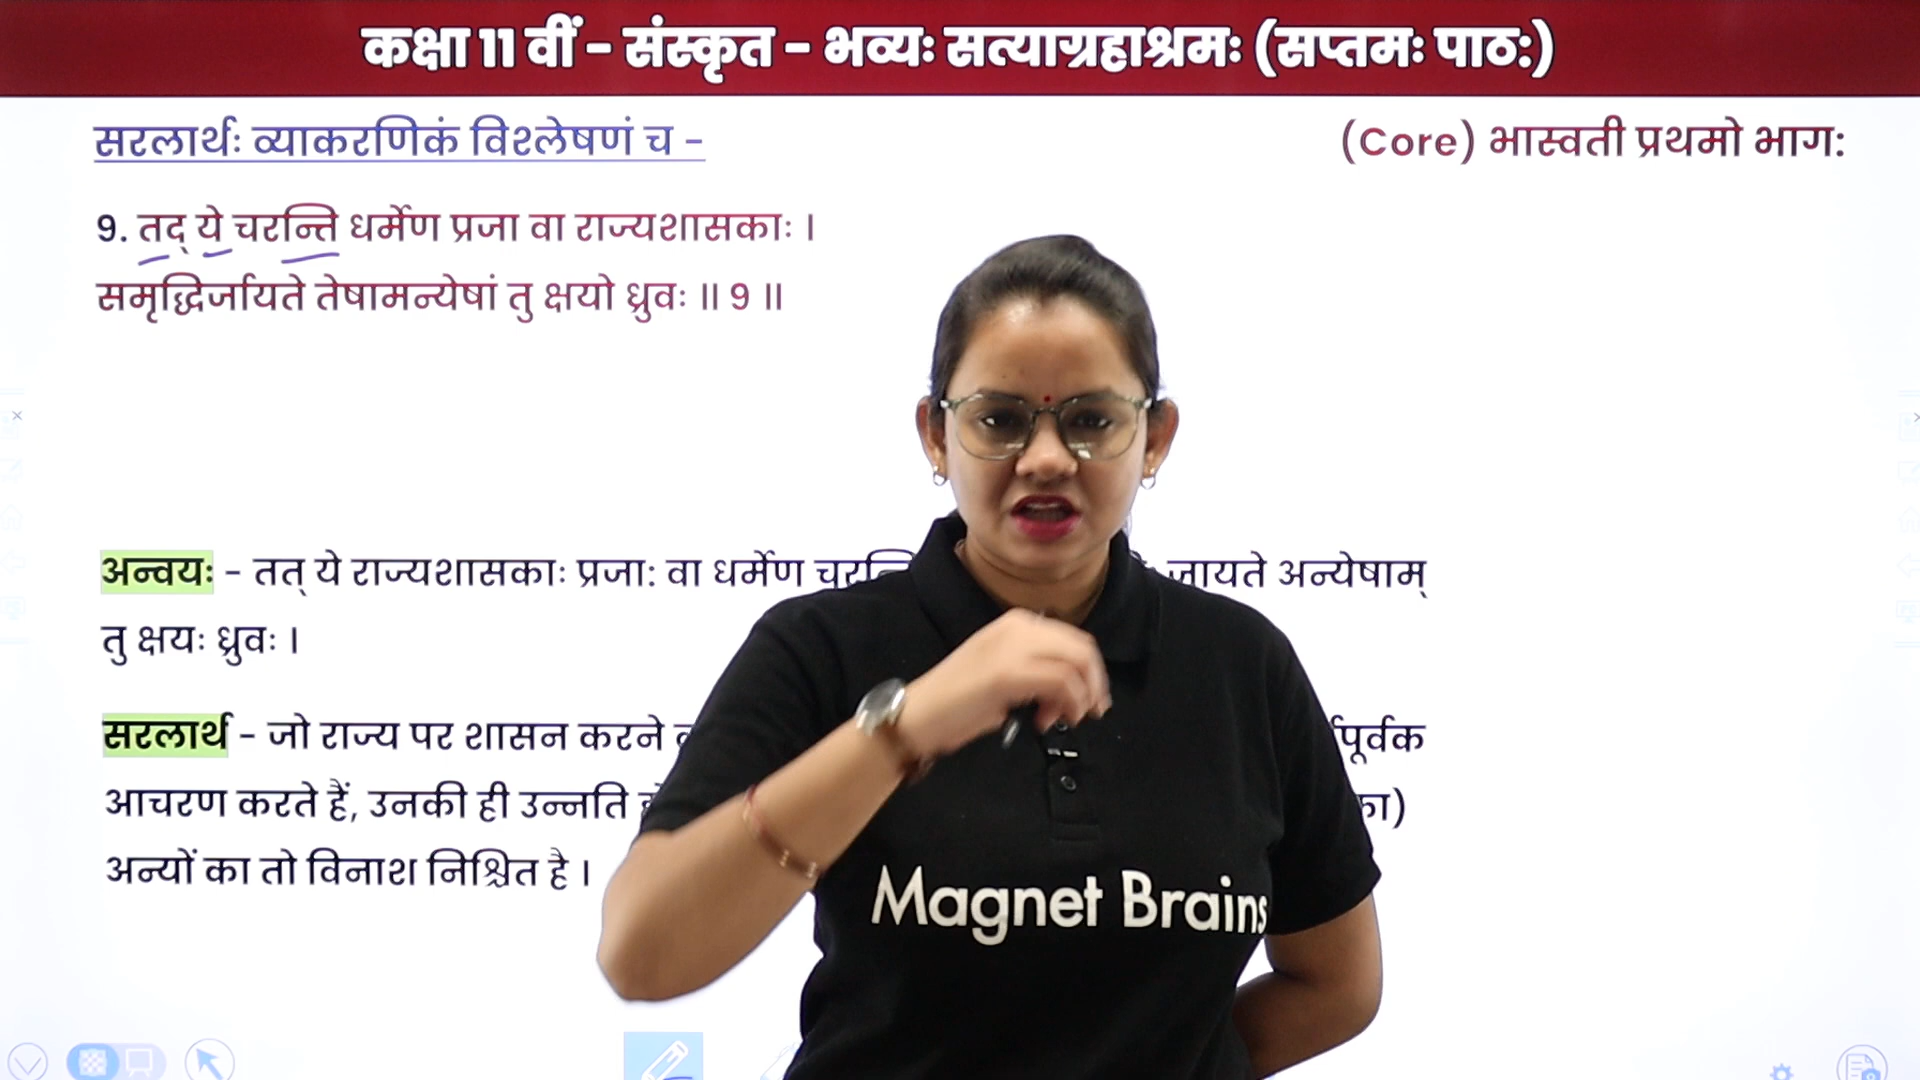 कक्षा 11 वीं - संस्कृत - भव्यः सत्याग्रहाश्रमः (सप्तमः पाठ:)
सरलार्थः व्याकरणिकं विश्लेषणं च -
(Core) भास्वती प्रथमो भाग:
9. तद् ये चरन्ति धर्मेण प्रजा वा राज्यशासकाः ।
समृद्धिर्जायते तेषामन्येषां तु क्षयो ध्रुवः ॥ 9 ॥
अन्वयः - तत् ये राज्यशासकाः प्रजा: वा धर्मेण जायते अन्येषाम्
तु क्षयः ध्रुवः ।
सरलार्थ - जो राज्य पर शासन करने
आचरण करते हैं, उनकी ही उन्नति
अन्यों का तो विनाश निश्चित है ।
Magnet Brains